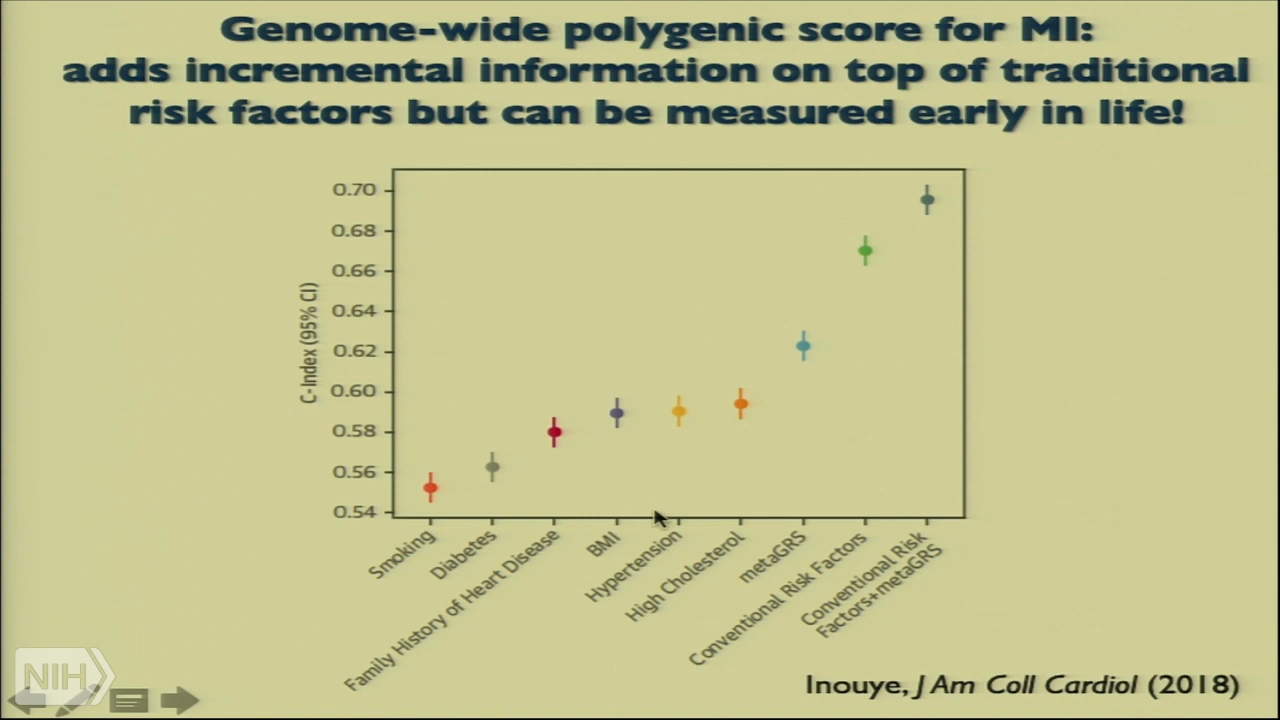 Genome-wide polygenic score for MI:
adds incremental information on top of traditional
risk factors but can be measured early in life!
0.70
0.68
0.66
0.64
0.62
0.60
0.58
0.56
0.54
C-Index (95% CI)
Smoking
Diabetes
Family History of Heart Disease
BMI
Hypertension
High Cholesterol
metaGRS
Conventional Risk Factors
Conventional Risk
Factors+metaGRS
NIH
Inouye, J Am Coll Cardiol (2018)